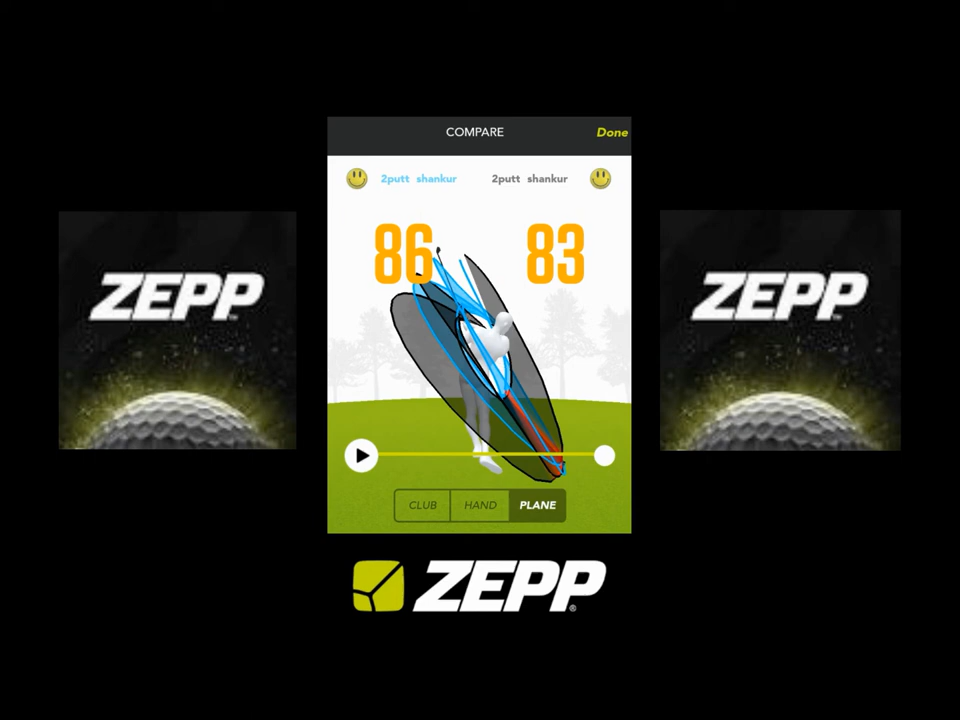 COMPARE Done
2putt shankur 2putt shankur
86 83
ZEPP
ZEPP
CLUB HAND PLANE
ZEPP®